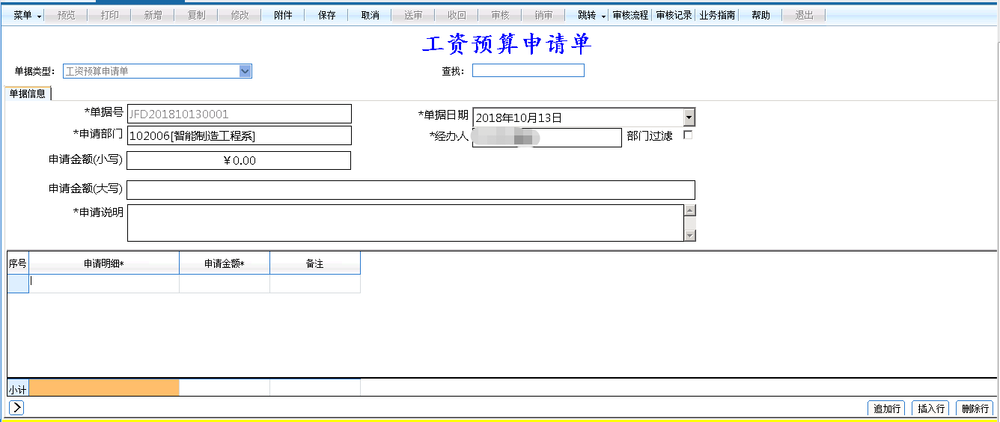 菜单 预览 打印 新增 复制 修改 附件 保存 取消 送审 收回 审核 销审 跳转 审核流程 审核记录 业务指南 帮助 退出
工资预算申请单
单据类型： 工资预算申请单 查找：
单据信息
*单据号 JFD201810130001 *单据日期 2018年10月13日
*申请部门 102006[智能制造工程系] *经办人 部门过滤
申请金额(小写) ￥0.00
申请金额(大写)
*申请说明
序号 申请明细* 申请金额* 备注
小计
追加行 插入行 删除行